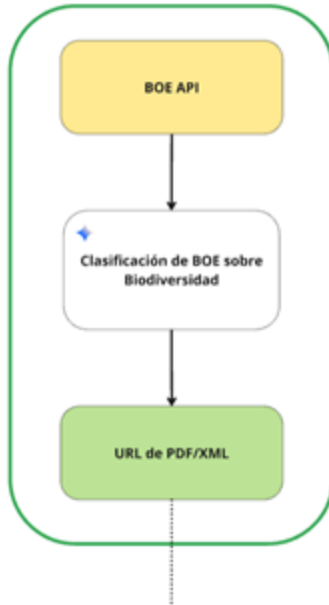 BOE API
Clasificación de BOE sobre
Biodiversidad
URL de PDF/XML